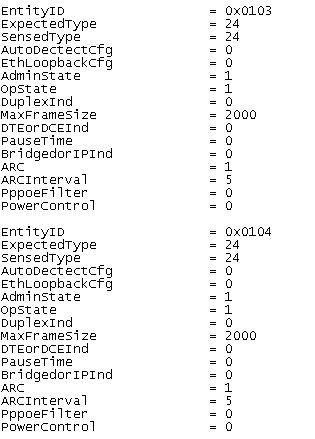 EntityID = 0x0103
ExpectedType = 24
SensedType = 24
AutoDectectCfg = 0
EthLoopbackCfg = 0
AdminState = 1
OpState = 1
DuplexInd = 0
MaxFrameSize = 2000
DTEorDCEInd = 0
PauseTime = 0
BridgedorIPInd = 0
ARC = 1
ARCInterval = 5
PppoeFilter = 0
PowerControl = 0

EntityID = 0x0104
ExpectedType = 24
SensedType = 24
AutoDectectCfg = 0
EthLoopbackCfg = 0
AdminState = 1
OpState = 1
DuplexInd = 0
MaxFrameSize = 2000
DTEorDCEInd = 0
PauseTime = 0
BridgedorIPInd = 0
ARC = 1
ARCInterval = 5
PppoeFilter = 0
PowerControl = 0